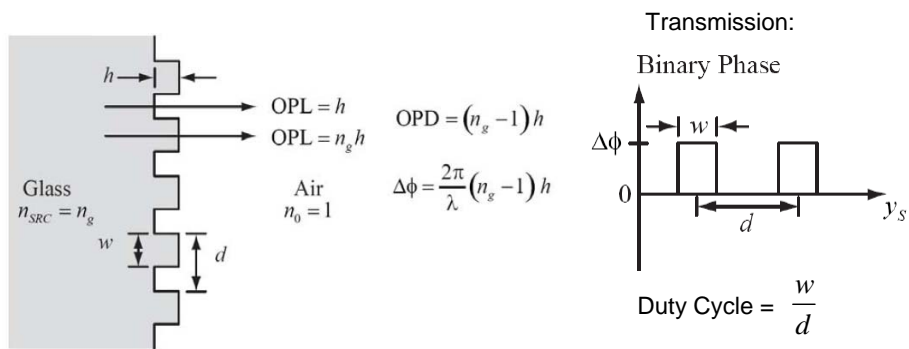 Transmission:
Binary Phase
h
OPL = h
OPL = n_g h
OPD = (n_g − 1) h
Δϕ = 2π/λ (n_g − 1) h
Glass
n_SRC = n_g
Air
n_0 = 1
w
d
w
Δϕ
0
d
y_S
Duty Cycle = w/d